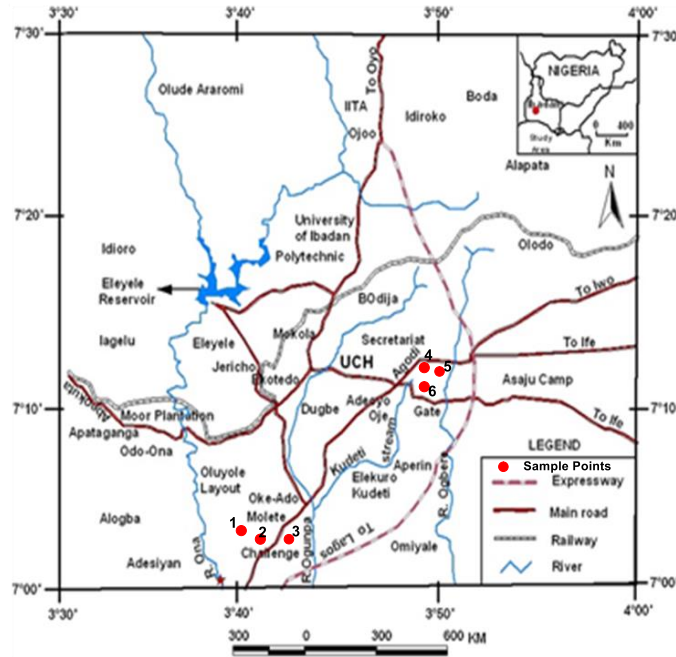 3°30' 3°40' 3°50' 4°00'
7°30' 7°30'
To Oyo
NIGERIA
Ibadan
0 400
Km
Study
Area
Olude Araromi
IITA
Ojoo
Idiroko
Boda
Alapata
N
7°20' 7°20'
University
of Ibadan
Polytechnic
Idioro
Eleyele
Reservoir
Olodo
BOdija
To Iwo
Iagelu
Eleyele
Mokola
Secretariat
To Ife
UCH
Agodi
4
5
6
Jericho
Ekotedo
Asaju Camp
Adeoyo
Oje
Gate
Dugbe
7°10' 7°10'
Abeokuta
Moor Plantation
Apataganga
Odo-Ona
To Ife
stream
Kudeti
Aperin
LEGEND
Sample Points
Expressway
Main road
Railway
River
Oluyole
Layout
Elekuro
Kudeti
R. Ogbere
Oke-Ado
Molete
1
2
3
Challenge
Alogba
Adesiyan
R. Ona
R. Ogunpa
To Lagos
Omiyale
7°00' 7°00'
3°30' 3°40' 3°50' 4°00'
300 0 300 600 KM